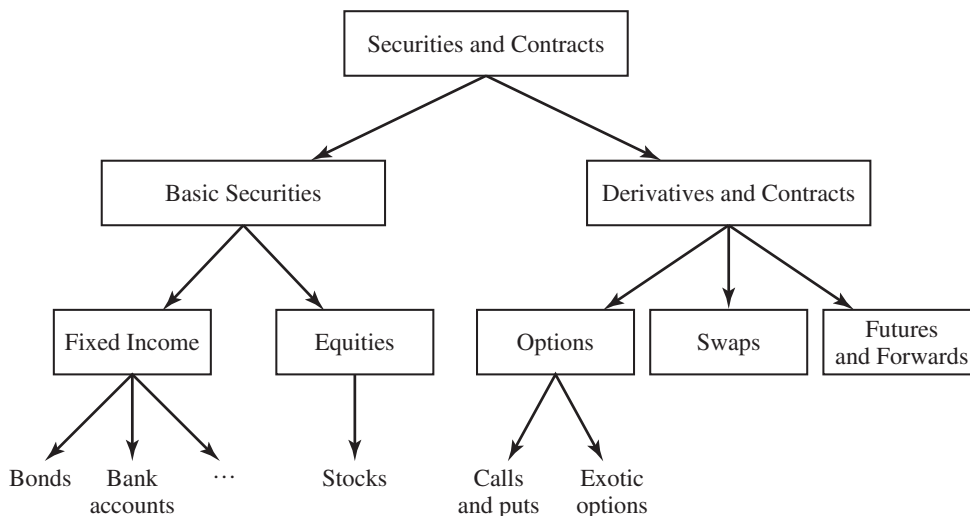 Securities and Contracts
Basic Securities
Derivatives and Contracts
Fixed Income
Equities
Options
Swaps
Futures
and Forwards
Bonds
Bank
accounts
...
Stocks
Calls
and puts
Exotic
options